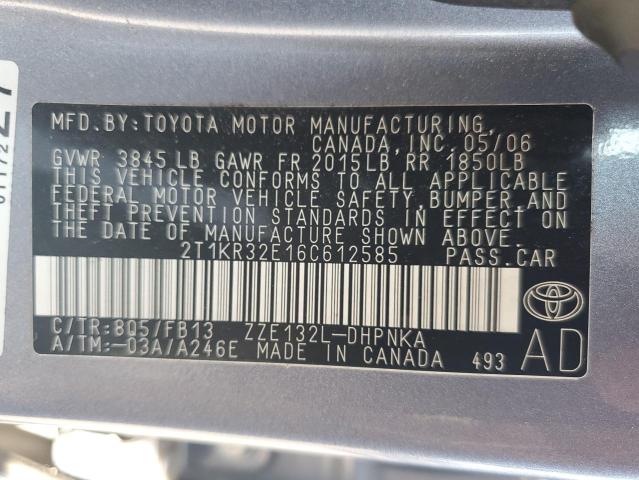 MFD.BY:TOYOTA MOTOR MANUFACTURING,
CANADA, INC. 05/06
GVWR 3845 LB GAWR FR 2015LB, RR 1850LB
THIS VEHICLE CONFORMS TO ALL APPLICABLE
FEDERAL MOTOR VEHICLE SAFETY, BUMPER, AND
THEFT PREVENTION STANDARDS IN EFFECT ON
THE DATE OF MANUFACTURE SHOWN ABOVE.
2T1KR32E16C612585 PASS.CAR
C/TR:8Q5/FB13 ZZE132L-DHPNKA
A/TM:-03A/A246E MADE IN CANADA 493
AD